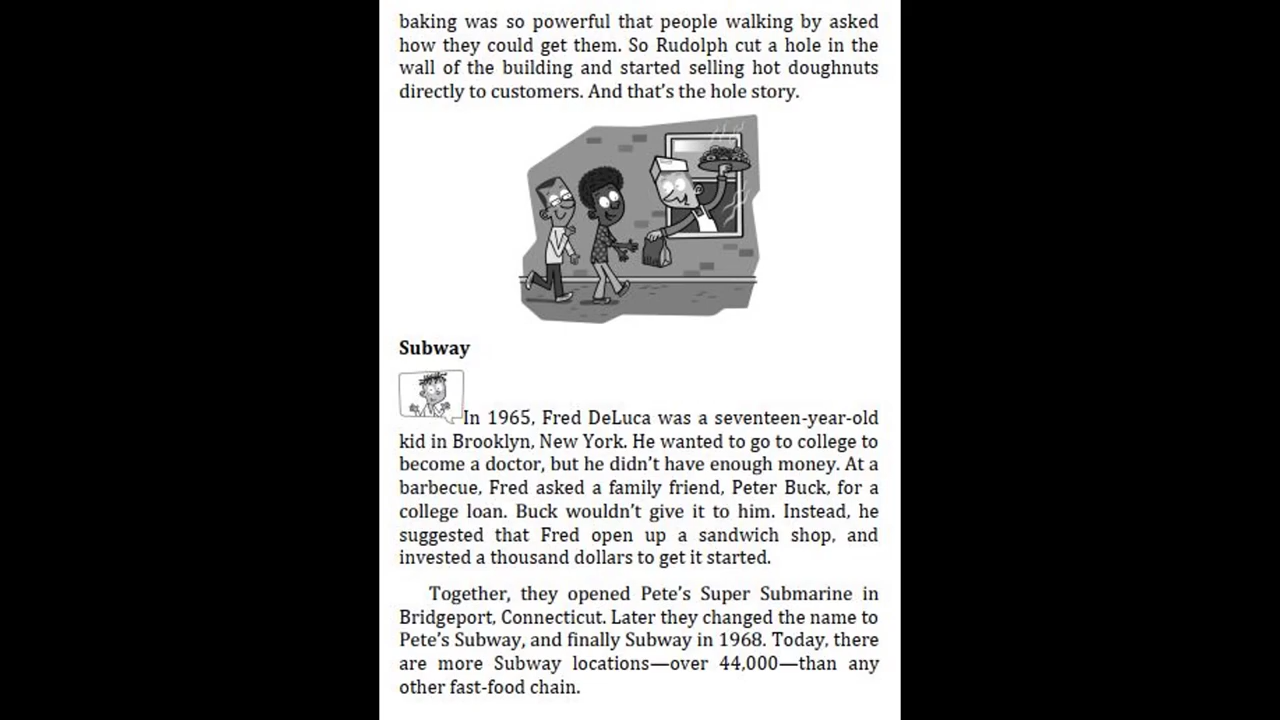 baking was so powerful that people walking by asked
how they could get them. So Rudolph cut a hole in the
wall of the building and started selling hot doughnuts
directly to customers. And that’s the hole story.
Subway
In 1965, Fred DeLuca was a seventeen-year-old
kid in Brooklyn, New York. He wanted to go to college to
become a doctor, but he didn’t have enough money. At a
barbecue, Fred asked a family friend, Peter Buck, for a
college loan. Buck wouldn’t give it to him. Instead, he
suggested that Fred open up a sandwich shop, and
invested a thousand dollars to get it started.
Together, they opened Pete’s Super Submarine in
Bridgeport, Connecticut. Later they changed the name to
Pete’s Subway, and finally Subway in 1968. Today, there
are more Subway locations—over 44,000—than any
other fast-food chain.